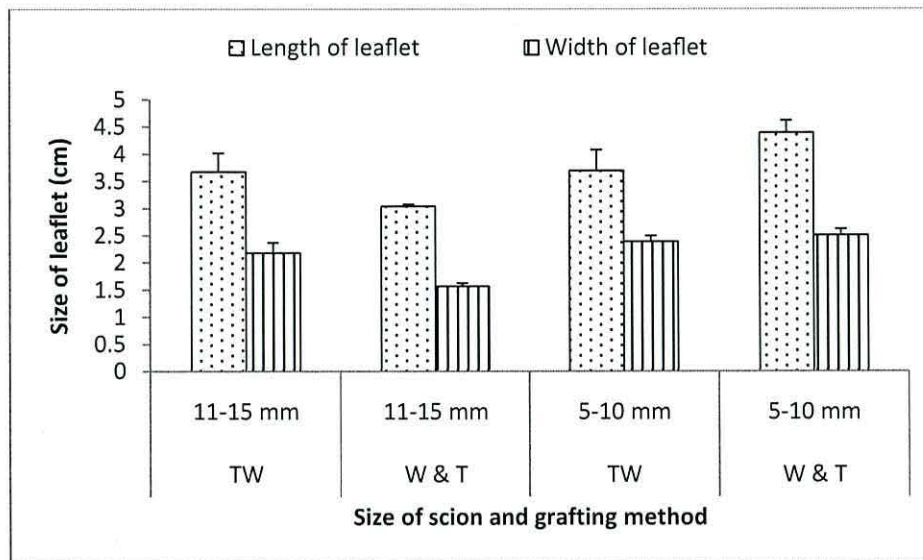 Length of leaflet Width of leaflet
5
4.5
4
3.5
3
2.5
2
1.5
1
0.5
0
Size of leaflet (cm)
11-15 mm 11-15 mm 5-10 mm 5-10 mm
TW W & T TW W & T
Size of scion and grafting method